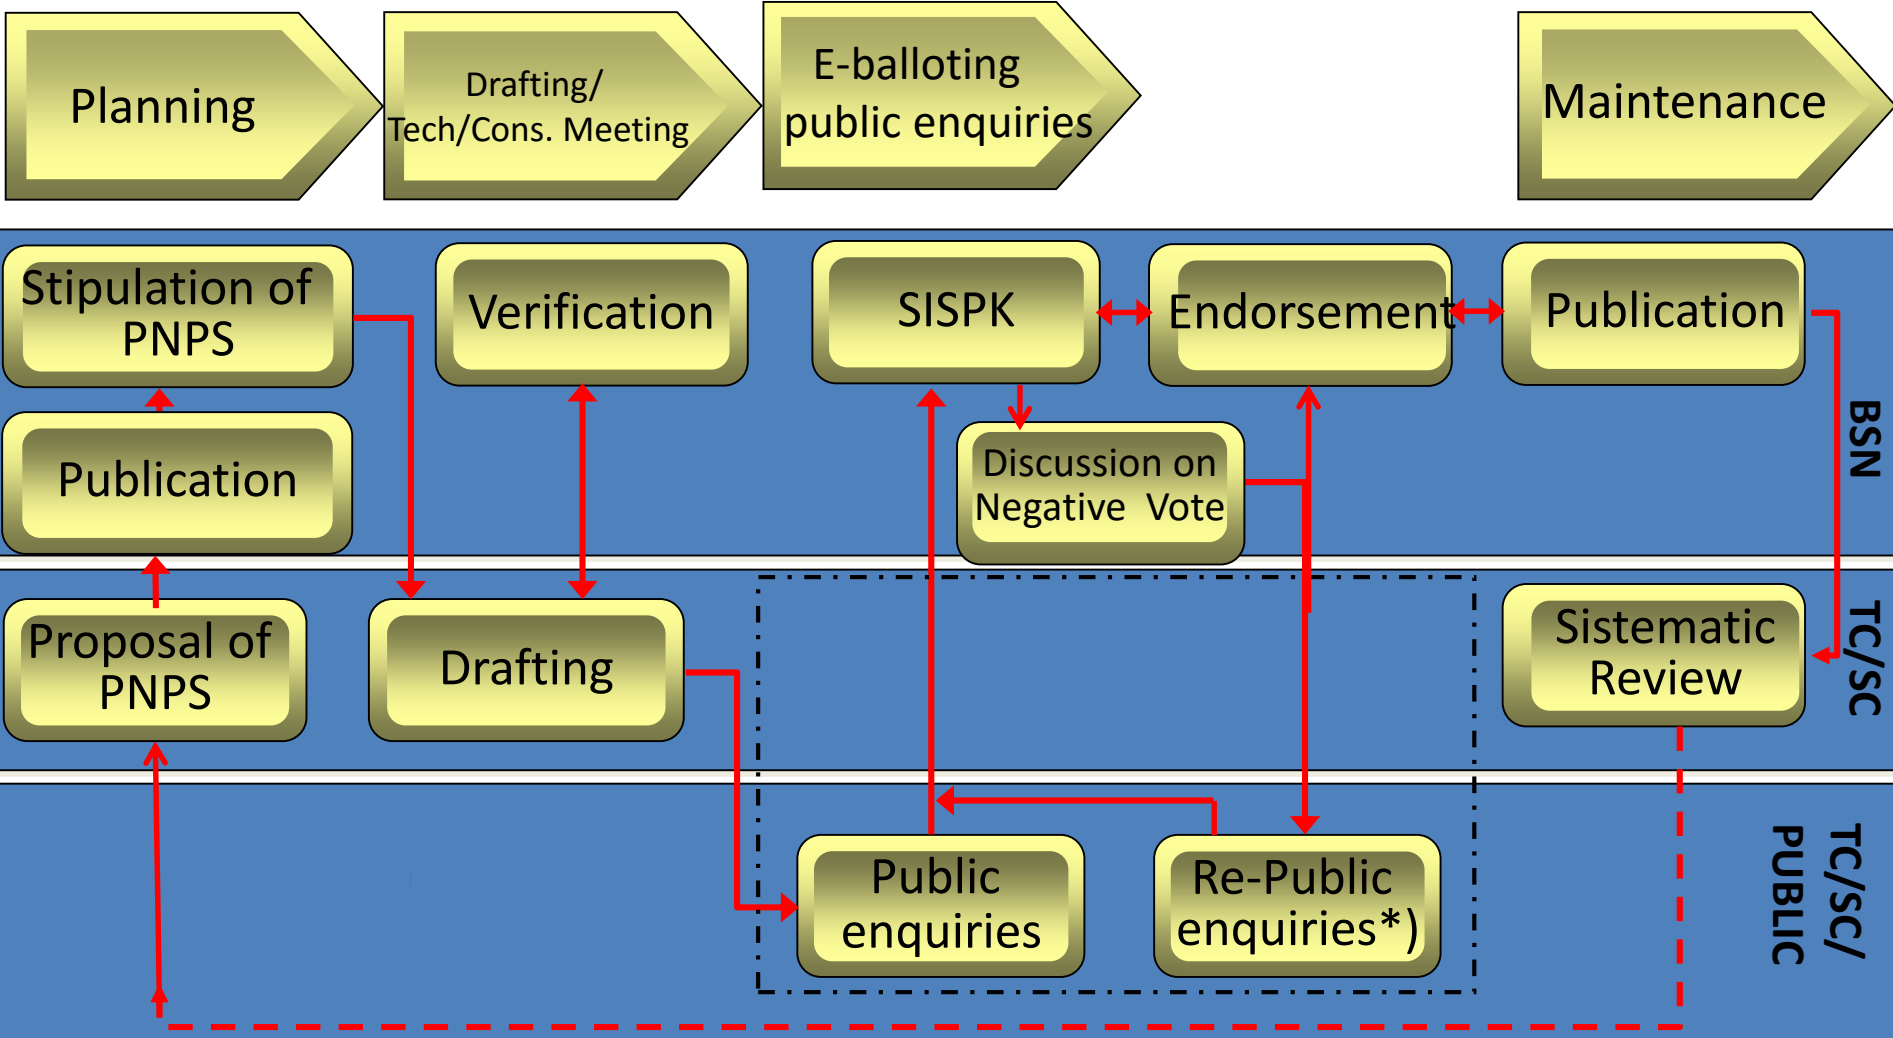 Planning
Drafting/
Tech/Cons. Meeting
E-balloting
public enquiries
Maintenance
Stipulation of
PNPS
Verification
SISPK
Endorsement
Publication
Publication
Discussion on
Negative Vote
BSN
Proposal of
PNPS
Drafting
Sistematic
Review
TC/SC
Public
enquiries
Re-Public
enquiries*)
TC/SC/
PUBLIC